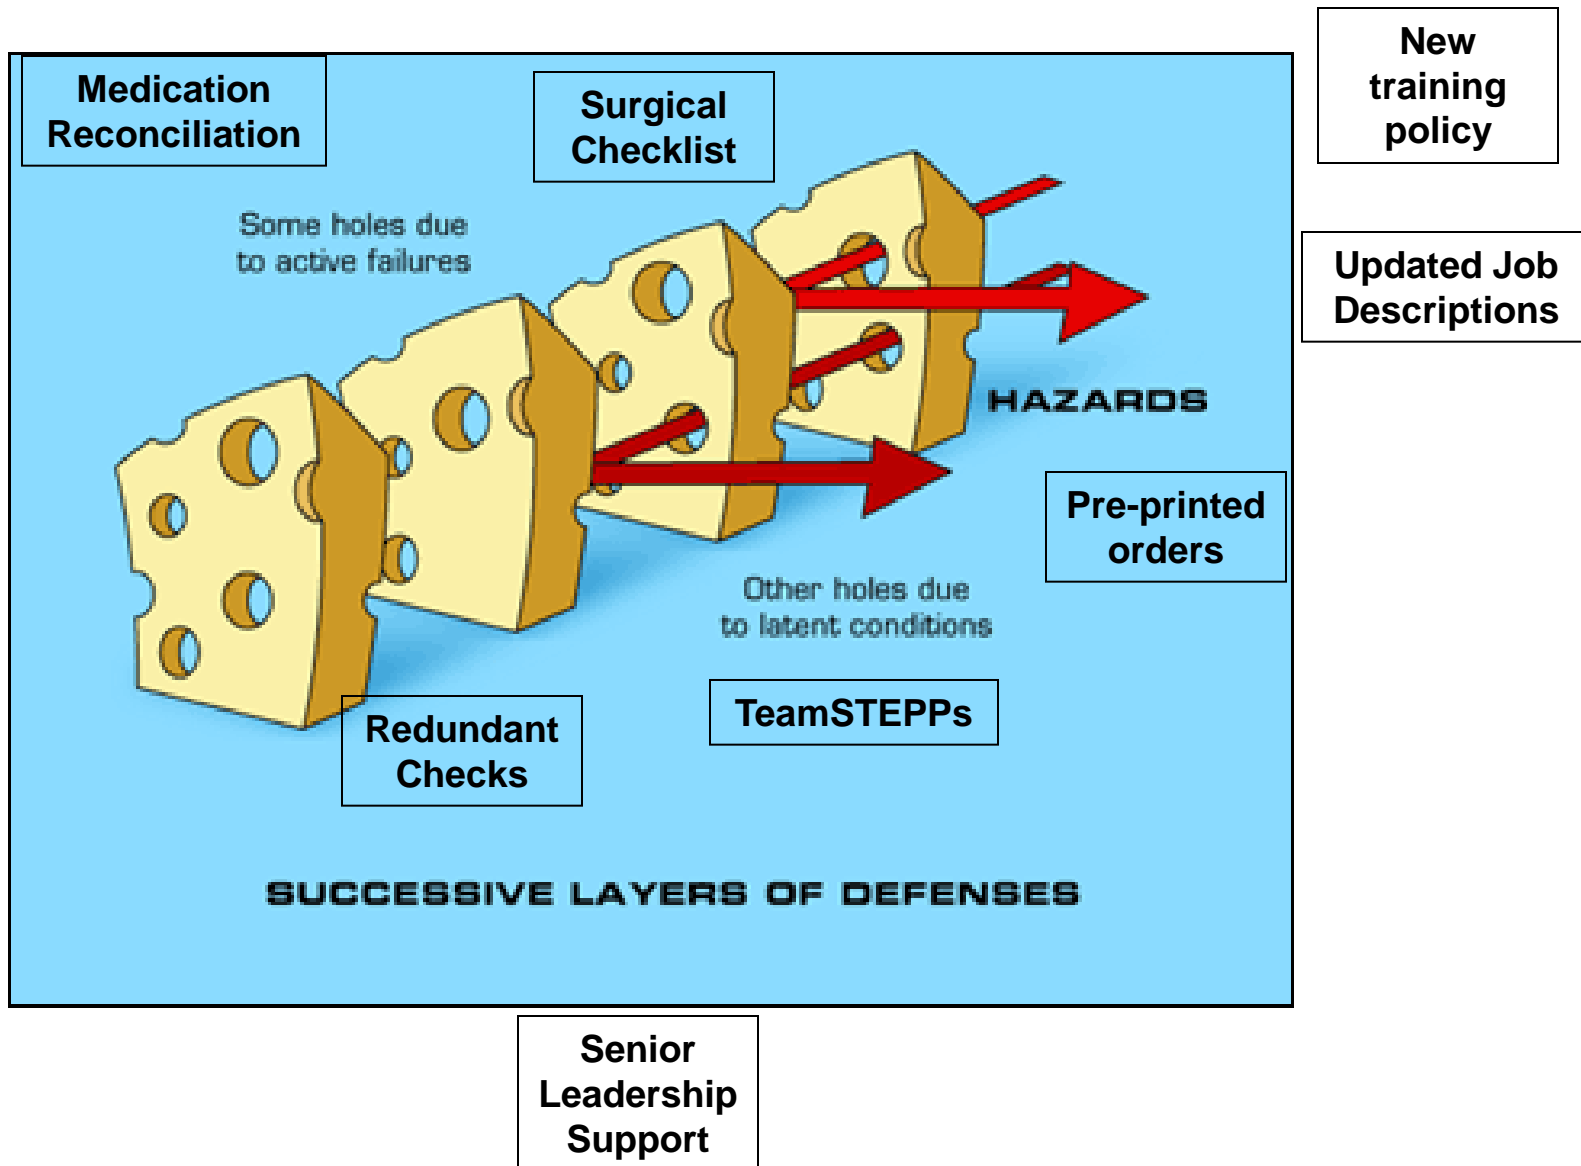 New
training
policy
Medication
Reconciliation
Surgical
Checklist
Some holes due
to active failures
Updated Job
Descriptions
HAZARDS
Pre-printed
orders
Other holes due
to latent conditions
TeamSTEPPs
Redundant
Checks
SUCCESSIVE LAYERS OF DEFENSES
Senior
Leadership
Support